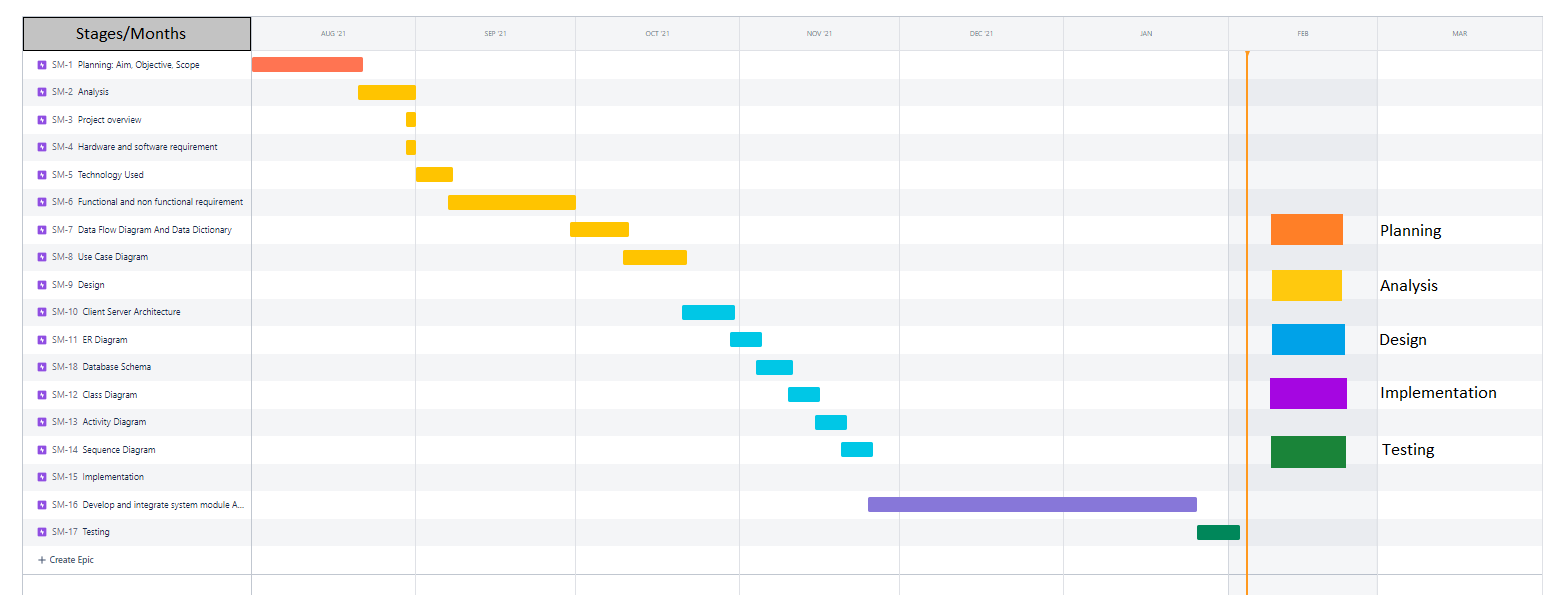 Stages/Months
AUG '21 SEP '21 OCT '21 NOV '21 DEC '21 JAN FEB MAR
SM-1 Planning: Aim, Objective, Scope
SM-2 Analysis
SM-3 Project overview
SM-4 Hardware and software requirement
SM-5 Technology Used
SM-6 Functional and non functional requirement
SM-7 Data Flow Diagram And Data Dictionary
SM-8 Use Case Diagram
SM-9 Design
SM-10 Client Server Architecture
SM-11 ER Diagram
SM-18 Database Schema
SM-12 Class Diagram
SM-13 Activity Diagram
SM-14 Sequence Diagram
SM-15 Implementation
SM-16 Develop and integrate system module A...
SM-17 Testing
+ Create Epic
Planning
Analysis
Design
Implementation
Testing